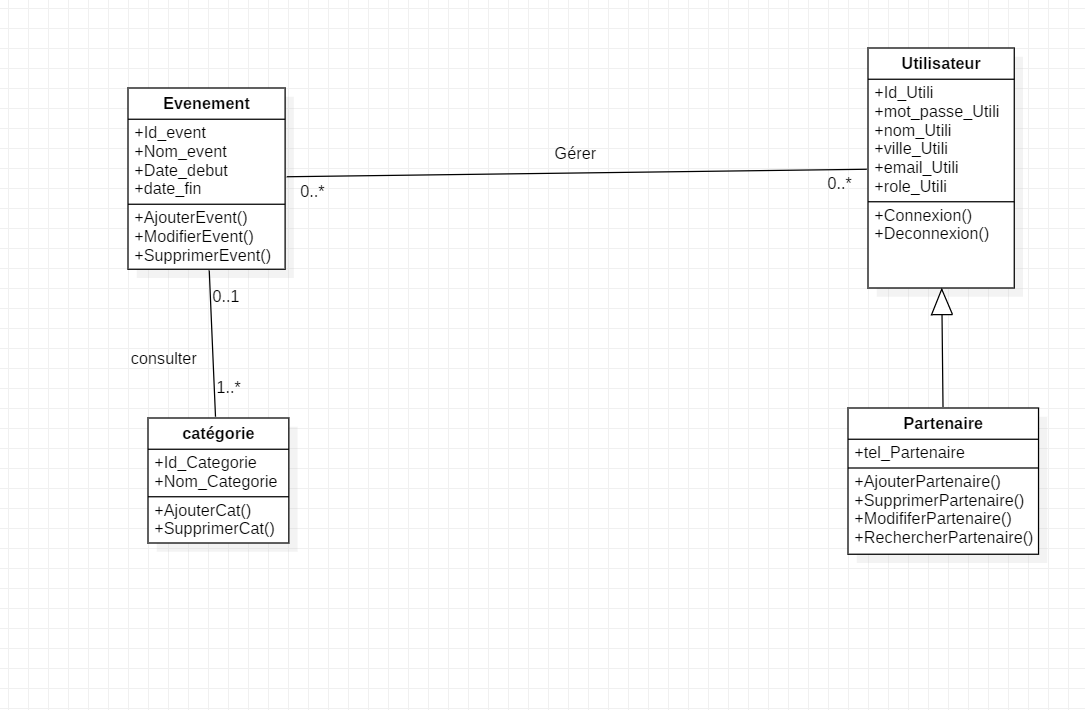 Evenement
+Id_event
+Nom_event
+Date_debut
+date_fin
+AjouterEvent()
+ModifierEvent()
+SupprimerEvent()
Gérer
0..*
0..*
Utilisateur
+Id_Utili
+mot_passe_Utili
+nom_Utili
+ville_Utili
+email_Utili
+role_Utili
+Connexion()
+Deconnexion()
0..1
consulter
1..*
catégorie
+Id_Categorie
+Nom_Categorie
+AjouterCat()
+SupprimerCat()
Partenaire
+tel_Partenaire
+AjouterPartenaire()
+SupprimerPartenaire()
+ModififerPartenaire()
+RechercherPartenaire()